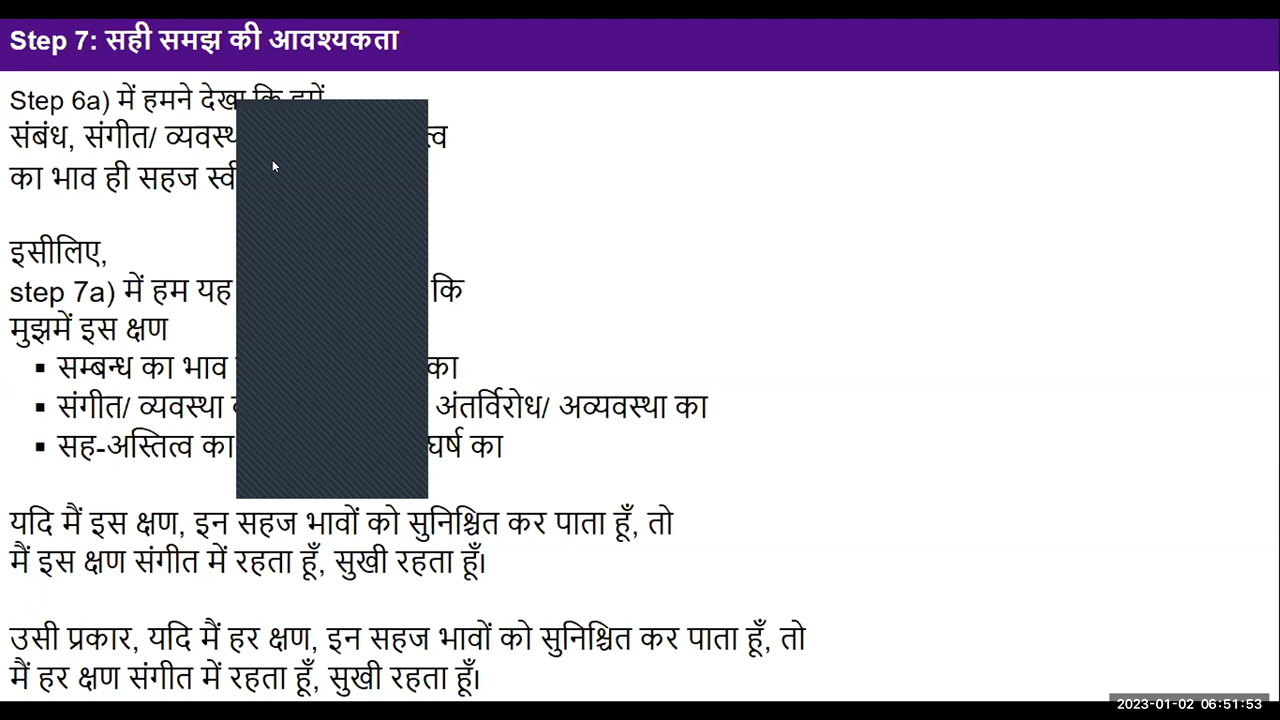 Step 7: सही समझ की आवश्यकता
Step 6a) में हमने देखा कि हमें
संबंध, संगीत/
का भाव ही सहज
इसीलिए,
step 7a) में हम यह कि
मुझमें इस क्षण
▪ सम्बन्ध का भाव का
▪ संगीत/ व्यवस्था अंतर्विरोध/ अव्यवस्था का
▪ सह-अस्तित्व का का
यदि मैं इस क्षण, इन सहज भावों को सुनिश्चित कर पाता हूँ, तो
मैं इस क्षण संगीत में रहता हूँ, सुखी रहता हूँ।
उसी प्रकार, यदि मैं हर क्षण, इन सहज भावों को सुनिश्चित कर पाता हूँ, तो
मैं हर क्षण संगीत में रहता हूँ, सुखी रहता हूँ।
2023-01-02 06:51:53